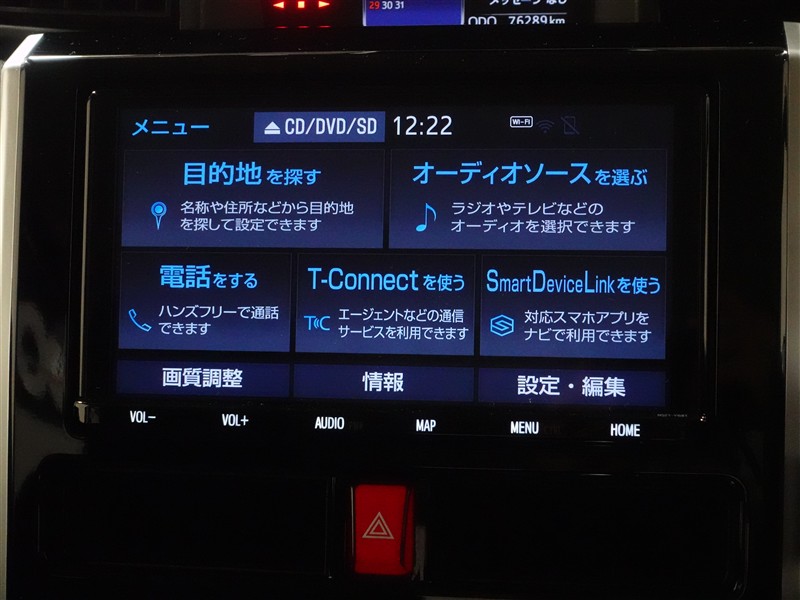 29 30 31
ODO 76289km
メニュー CD/DVD/SD 12:22 Wi-Fi
目的地を探す
名称や住所などから目的地
を探して設定できます
オーディオソースを選ぶ
ラジオやテレビなどの
オーディオを選択できます
電話をする
ハンズフリーで通話
できます
T-Connectを使う
TC エージェントなどの通信
サービスを利用できます
SmartDeviceLinkを使う
対応スマホアプリを
ナビで利用できます
画質調整 情報 設定・編集
VOL- VOL+ AUDIO MAP MENU HOME